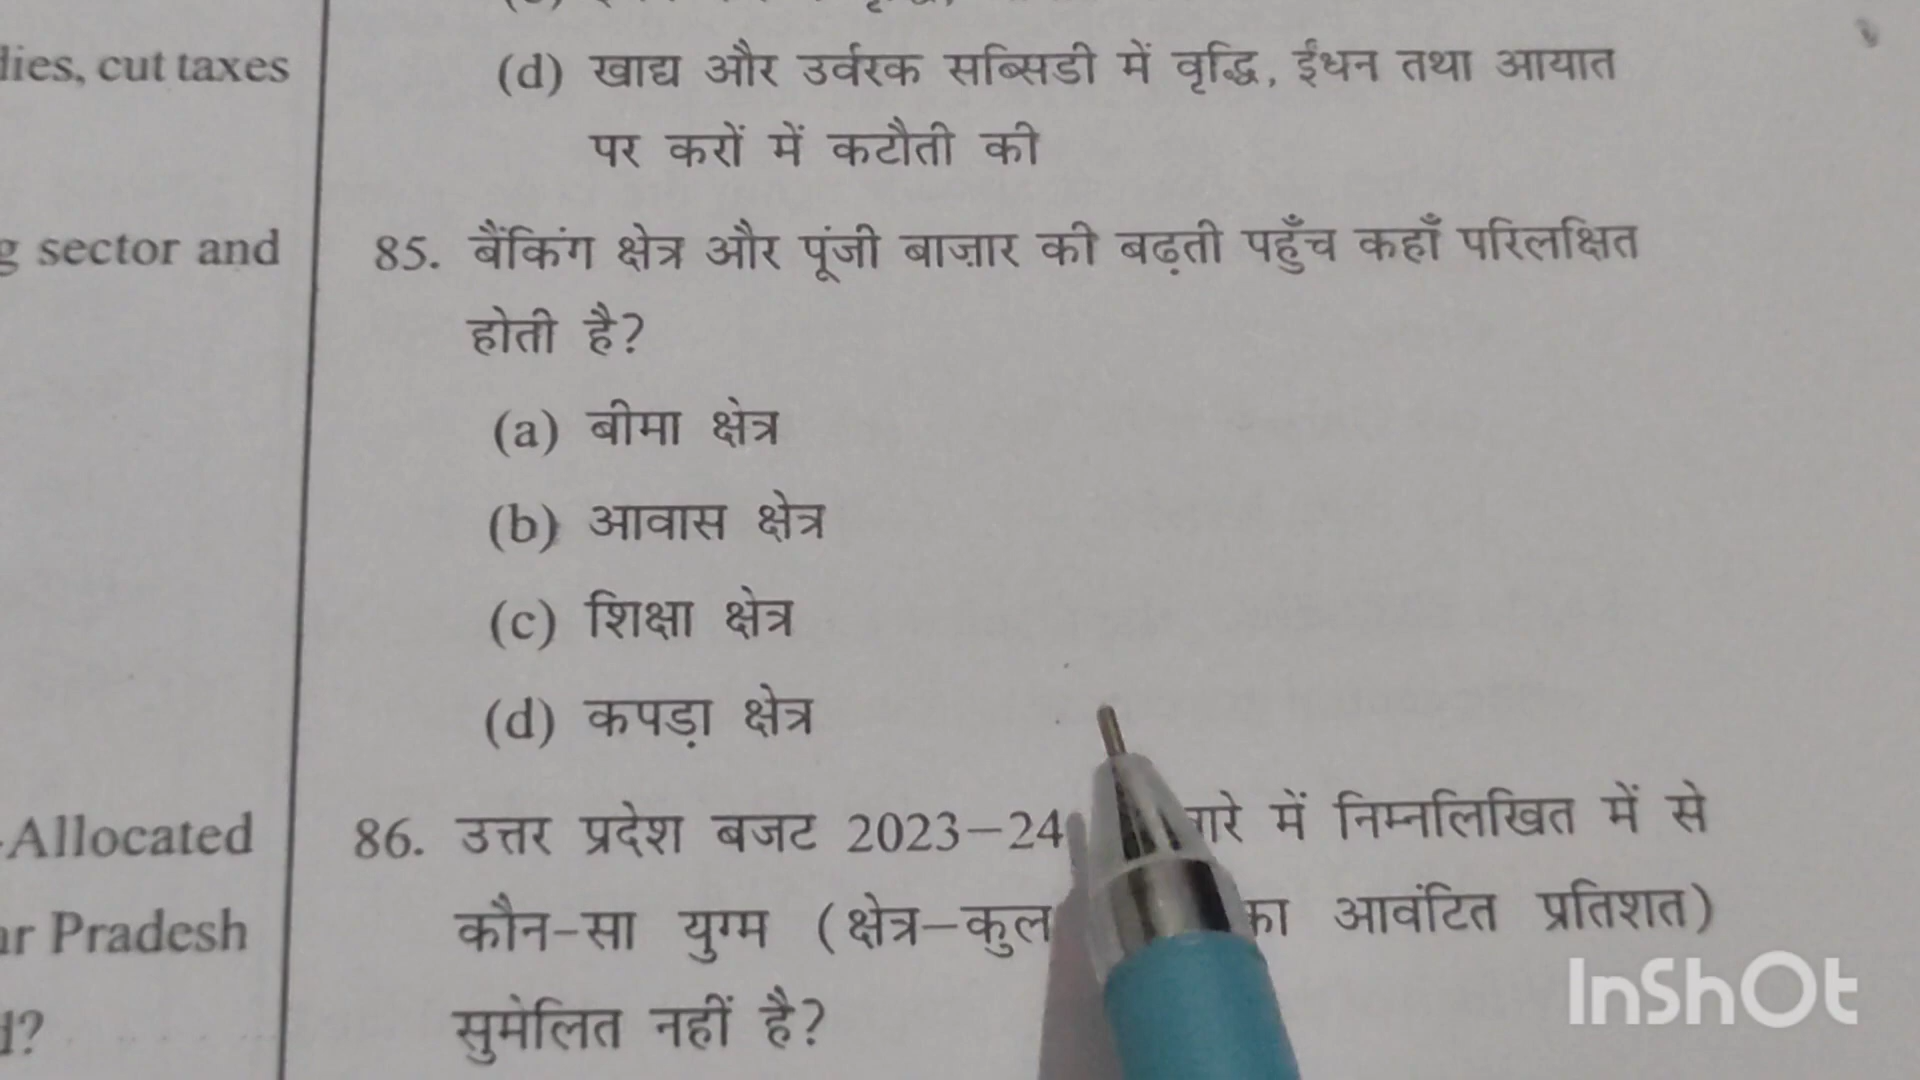 lies, cut taxes
(d) खाद्य और उर्वरक सब्सिडी में वृद्धि, ईंधन तथा आयात
पर करों में कटौती की
g sector and
85. बैंकिंग क्षेत्र और पूंजी बाज़ार की बढ़ती पहुँच कहाँ परिलक्षित
होती है?
(a) बीमा क्षेत्र
(b) आवास क्षेत्र
(c) शिक्षा क्षेत्र
(d) कपड़ा क्षेत्र
Allocated
86. उत्तर प्रदेश बजट 2023–24 में निम्नलिखित में से
ar Pradesh
कौन-सा युग्म (क्षेत्र–कुल का आवंटित प्रतिशत)
सुमेलित नहीं है?
InShOt